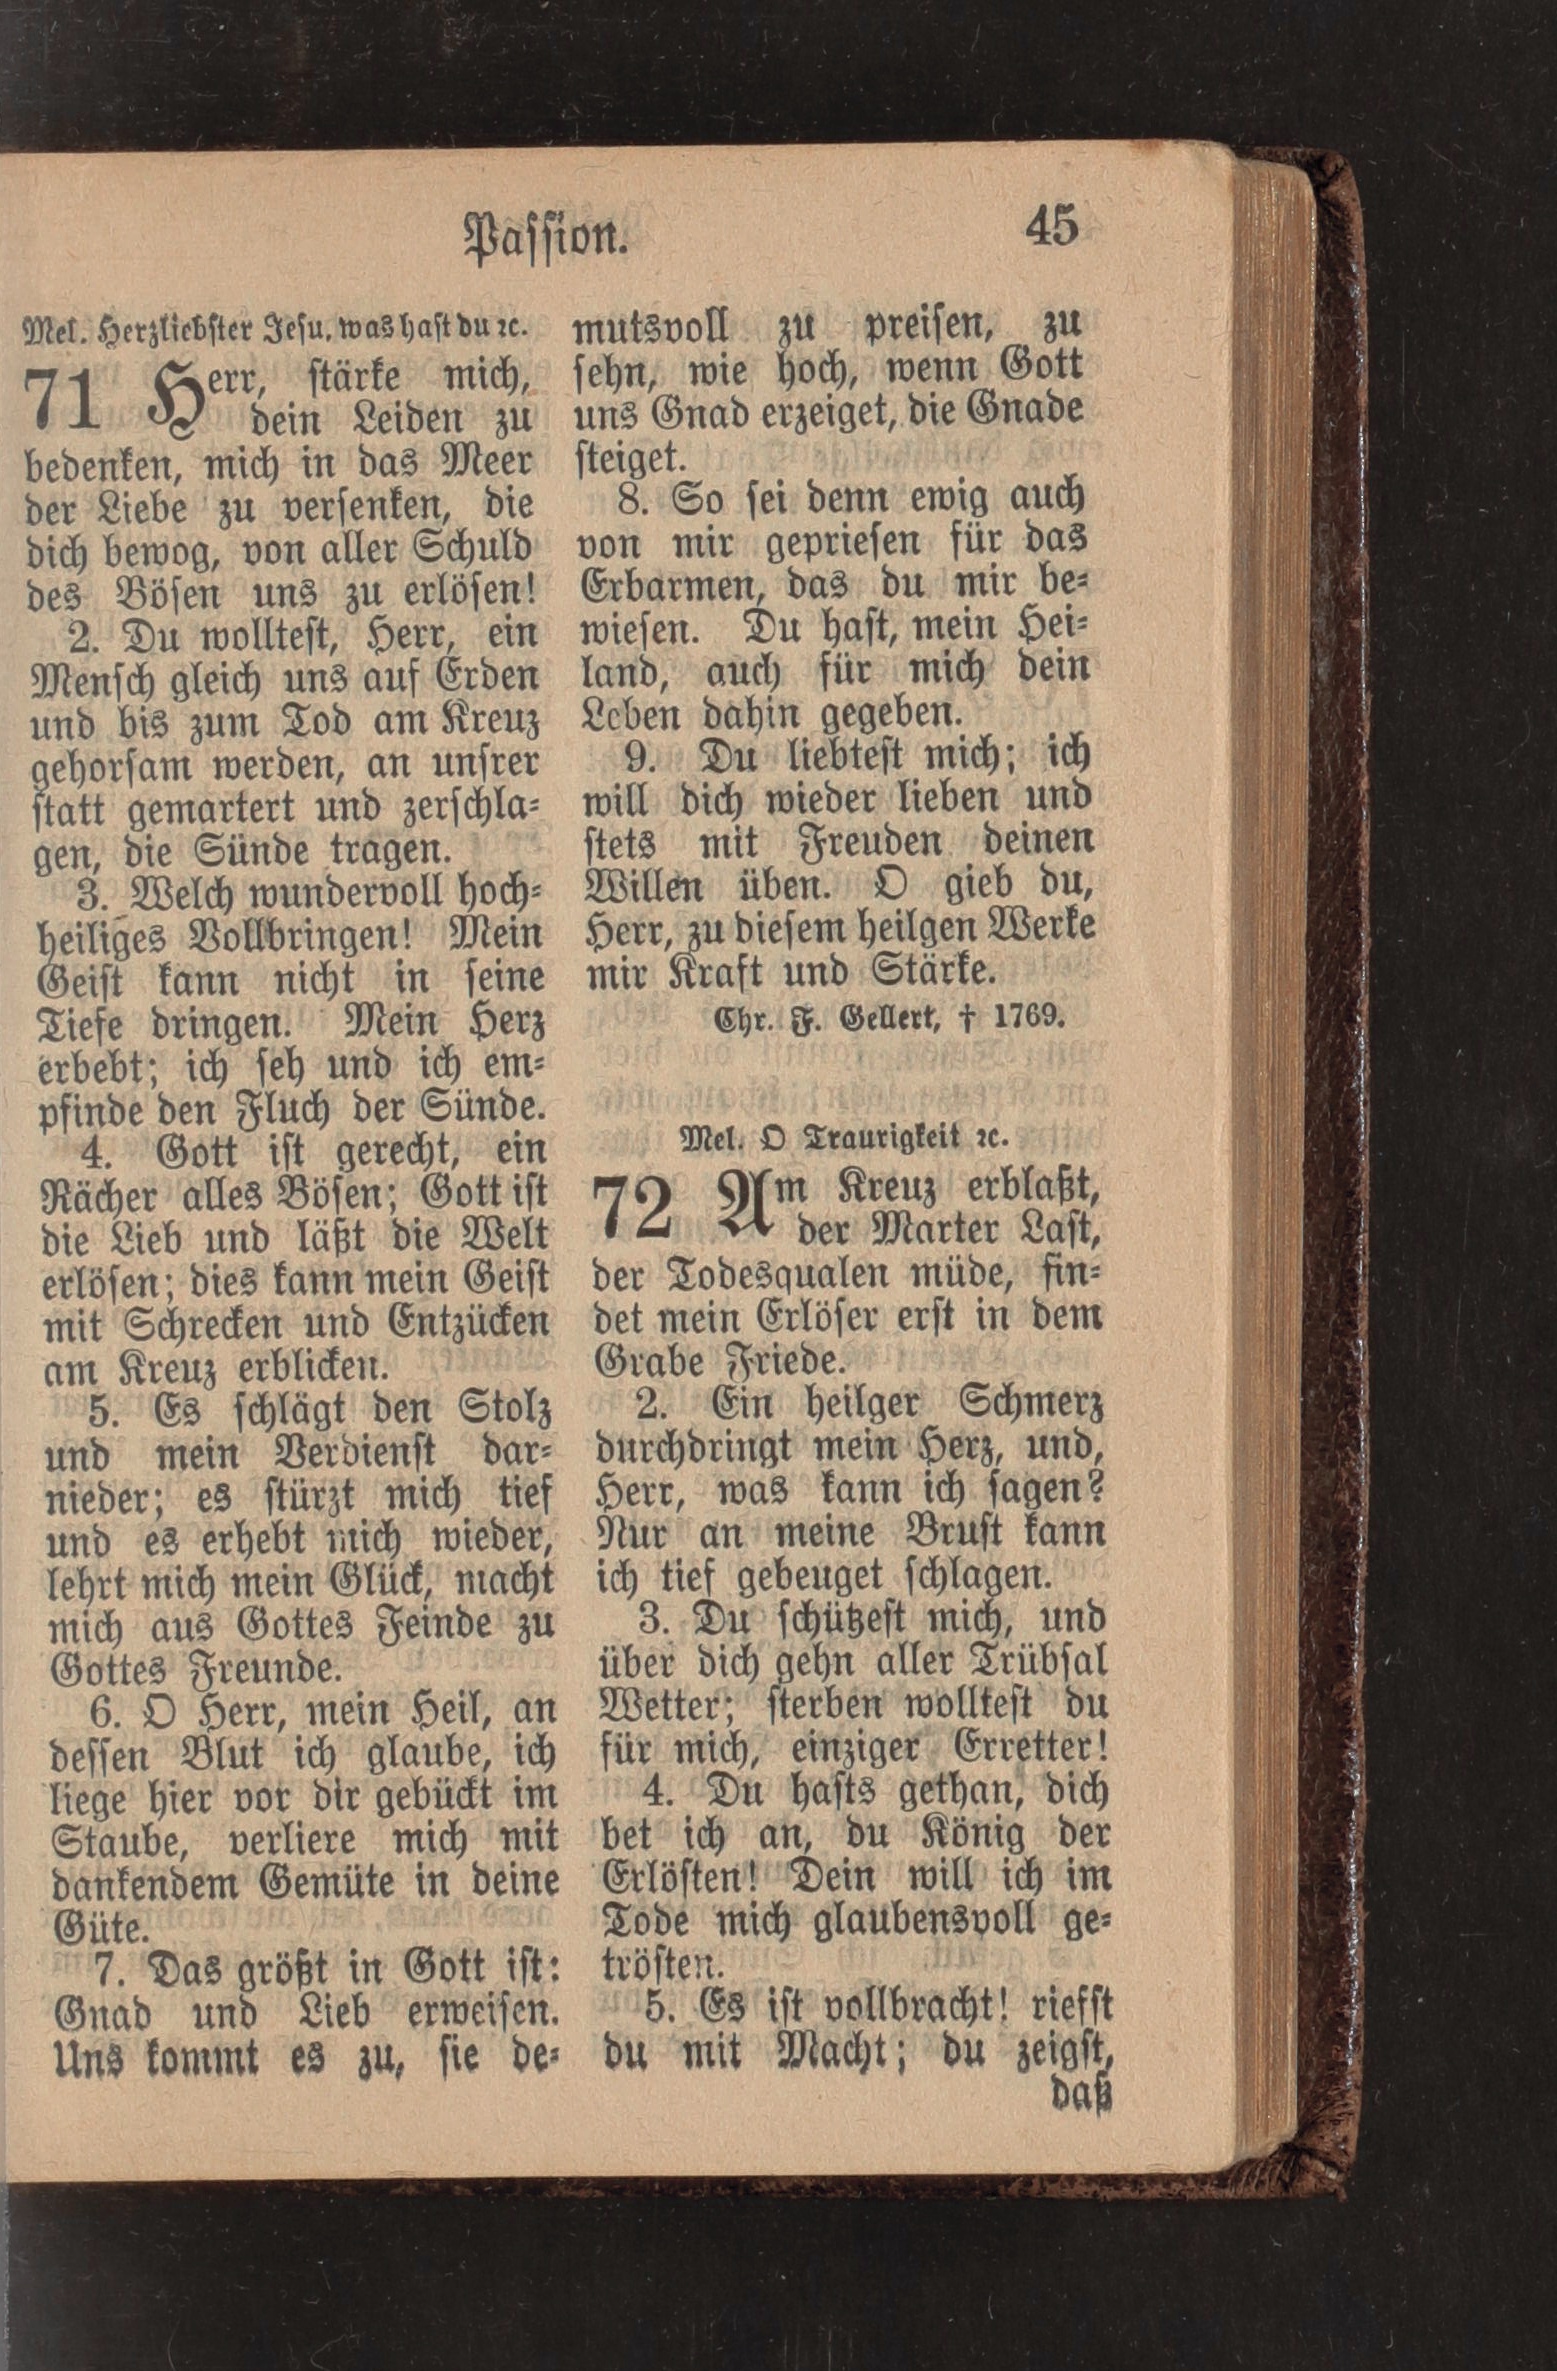 Passion.
45
Mel. Herzliebster Jesu, was hast du ꝛc.
71 Herr, stärke mich,
dein Leiden zu
bedenken, mich in das Meer
der Liebe zu versenken, die
dich bewog, von aller Schuld
des Bösen uns zu erlösen!
2. Du wolltest, Herr, ein
Mensch gleich uns auf Erden
und bis zum Tod am Kreuz
gehorsam werden, an unsrer
statt gemartert und zerschla-
gen, die Sünde tragen.
3. Welch wundervoll hoch-
heiliges Vollbringen! Mein
Geist kann nicht in seine
Tiefe dringen. Mein Herz
erbebt; ich seh und ich em-
pfinde den Fluch der Sünde.
4. Gott ist gerecht, ein
Rächer alles Bösen; Gott ist
die Lieb und läßt die Welt
erlösen; dies kann mein Geist
mit Schrecken und Entzücken
am Kreuz erblicken.
5. Es schlägt den Stolz
und mein Verdienst dar-
nieder; es stürzt mich tief
und es erhebt mich wieder,
lehrt mich mein Glück, macht
mich aus Gottes Feinde zu
Gottes Freunde.
6. O Herr, mein Heil, an
dessen Blut ich glaube, ich
liege hier vor dir gebückt im
Staube, verliere mich mit
dankendem Gemüte in deine
Güte.
7. Das größt in Gott ist:
Gnad und Lieb erweisen.
Uns kommt es zu, sie de-
mutsvoll zu preisen, zu
sehn, wie hoch, wenn Gott
uns Gnad erzeiget, die Gnade
steiget.
8. So sei denn ewig auch
von mir gepriesen für das
Erbarmen, das du mir be-
wiesen. Du hast, mein Hei-
land, auch für mich dein
Leben dahin gegeben.
9. Du liebtest mich; ich
will dich wieder lieben und
stets mit Freuden deinen
Willen üben. O gieb du,
Herr, zu diesem heilgen Werke
mir Kraft und Stärke.
Chr. F. Gellert, † 1769.
Mel. O Traurigkeit ꝛc.
72 Am Kreuz erblaßt,
der Marter Last,
der Todesqualen müde, fin-
det mein Erlöser erst in dem
Grabe Friede.
2. Ein heilger Schmerz
durchdringt mein Herz, und,
Herr, was kann ich sagen?
Nur an meine Brust kann
ich tief gebeuget schlagen.
3. Du schützest mich, und
über dich gehn aller Trübsal
Wetter; sterben wolltest du
für mich, einziger Erretter!
4. Du hasts gethan, dich
bet ich an, du König der
Erlösten! Dein will ich im
Tode mich glaubensvoll ge-
trösten.
5. Es ist vollbracht! riefst
du mit Macht; du zeigst,
daß